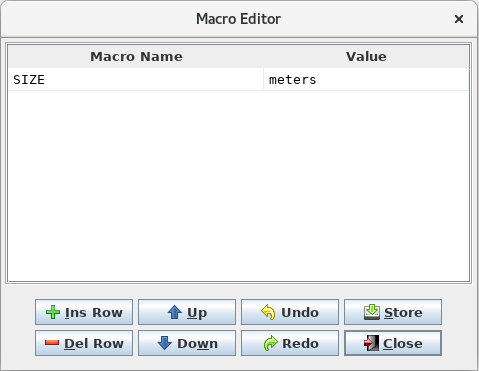 Macro Editor
Macro Name Value
SIZE meters
Ins Row Up Undo Store
Del Row Down Redo Close